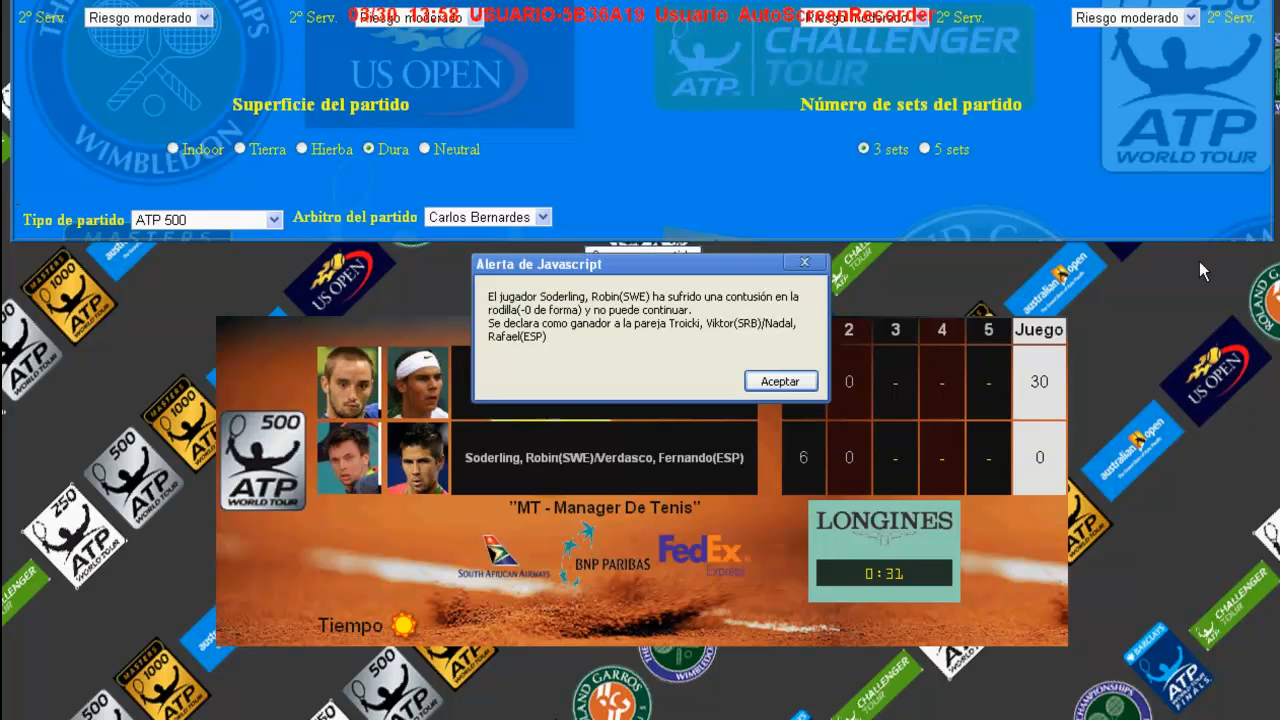 Riesgo moderado
2º Serv.
2º Serv.
03/30 13:58 USUARIO-5B36A19 Usuario AutoScreenRecorder
2º Serv.
Riesgo moderado
2º Serv.
THE CHAMPIONSHIPS
WIMBLEDON
US OPEN
ATP
CHALLENGER
TOUR
ATP
WORLD TOUR
Superficie del partido
Número de sets del partido
Indoor
Tierra
Hierba
Dura
Neutral
3 sets
5 sets
Tipo de partido
ATP 500
Arbitro del partido
Carlos Bernardes
Alerta de Javascript
El jugador Soderling, Robin(SWE) ha sufrido una contusión en la
rodilla(-0 de forma) y no puede continuar.
Se declara como ganador a la pareja Troicki, Viktor(SRB)/Nadal,
Rafael(ESP)
Aceptar
2 3 4 5 Juego
0 - - - 30
Soderling, Robin(SWE)/Verdasco, Fernando(ESP) 6 0 - - - 0
500
ATP
WORLD TOUR
"MT - Manager De Tenis"
SOUTH AFRICAN AIRWAYS
BNP PARIBAS
FedEx
Express
LONGINES
0:31
Tiempo